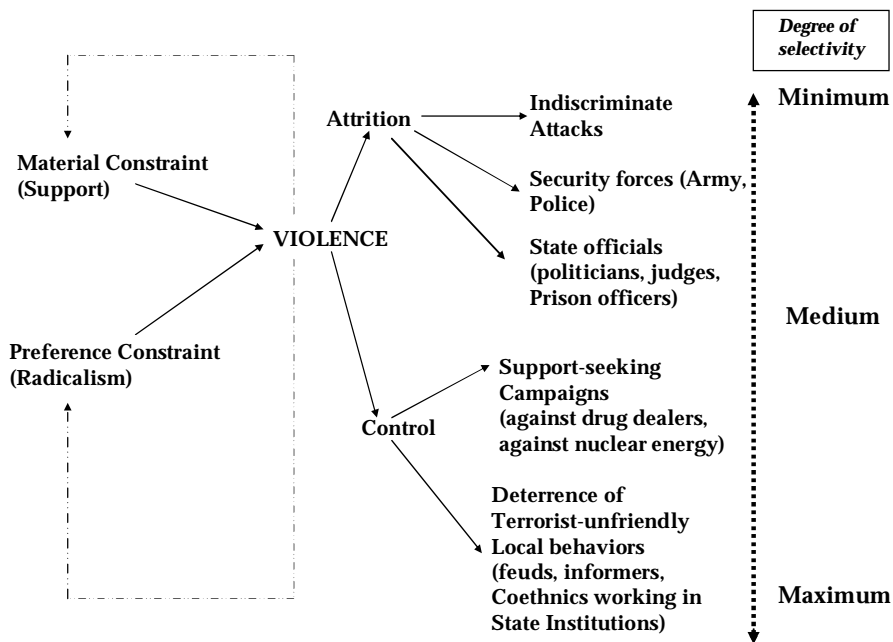 Degree of
selectivity
Minimum
Medium
Maximum
Material Constraint
(Support)
Preference Constraint
(Radicalism)
VIOLENCE
Attrition
Control
Indiscriminate
Attacks
Security forces (Army,
Police)
State officials
(politicians, judges,
Prison officers)
Support-seeking
Campaigns
(against drug dealers,
against nuclear energy)
Deterrence of
Terrorist-unfriendly
Local behaviors
(feuds, informers,
Coethnics working in
State Institutions)